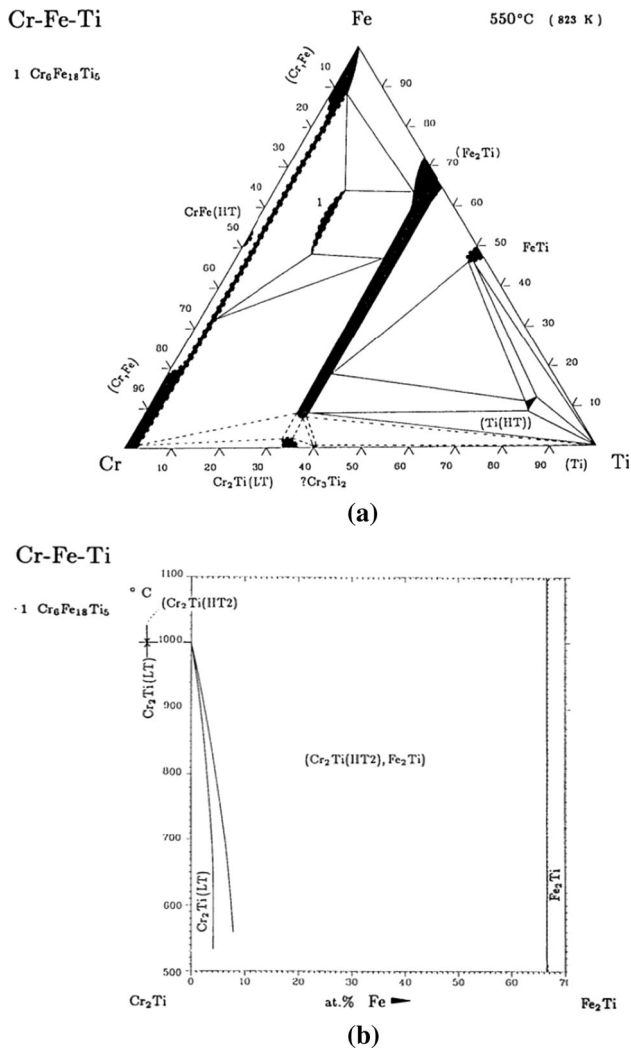 Cr-Fe-Ti
Fe
550°C (823 K)
1 Cr₆Fe₁₈Ti₅
(Cr,Fe)
10
20
30
40
50
60
70
80
90
CrFe(HT)
(Cr,Fe)
90
80
70
60
50
40
30
20
10
(Fe₂Ti)
FeTi
1
(Ti(HT))
Cr
10 20 30 40 50 60 70 80 90 (Ti)
Ti
Cr₂Ti(LT) ?Cr₃Ti₂
(a)
Cr-Fe-Ti
1 Cr₆Fe₁₈Ti₅
°C
1100
1000
900
800
700
600
500
(Cr₂Ti(HT2)
Cr₂Ti(LT)
(Cr₂Ti(HT2),Fe₂Ti)
Cr₂Ti(LT)
Fe₂Ti
0 10 20 30 40 50 60 70
Cr₂Ti at.% Fe Fe₂Ti
(b)